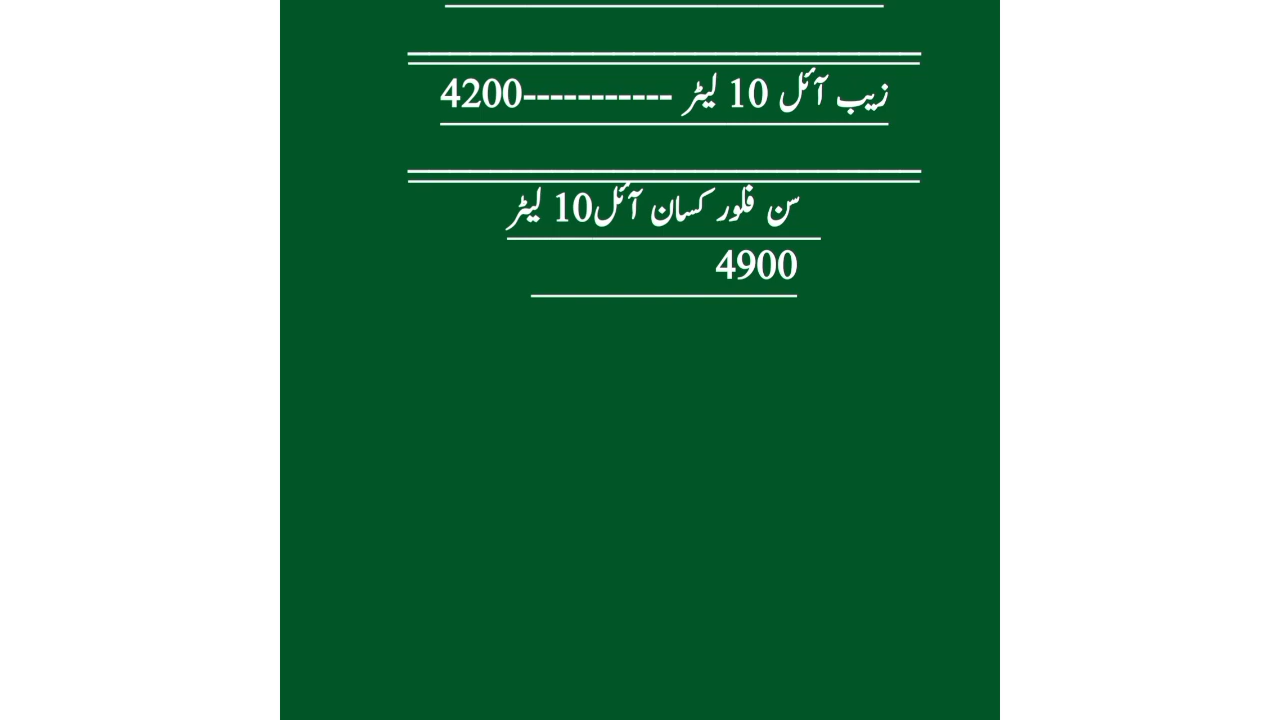 زیب آئل 10 لیٹر -----------4200
سن فلور کسان آئل10 لیٹر
4900